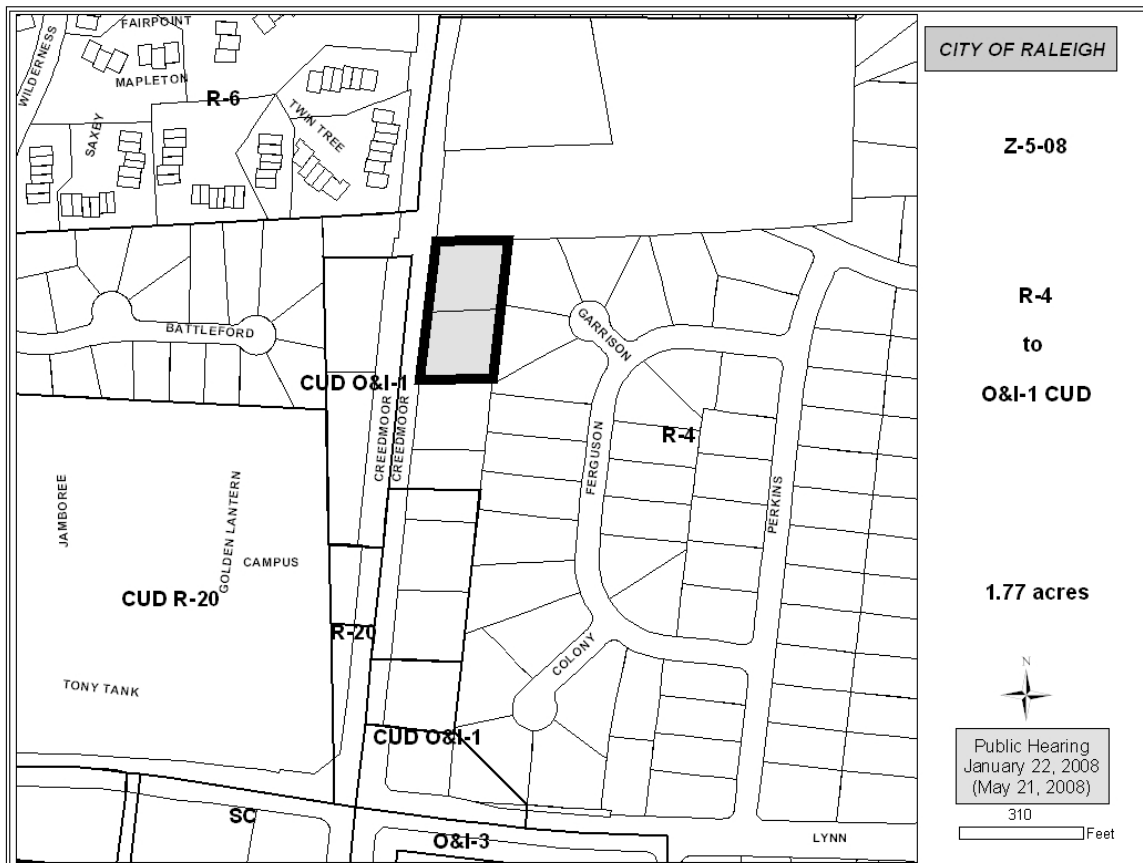 FAIRPOINT
WILDERNESS
MAPLETON
R-6
SAXBY
TWIN TREE
BATTLEFORD
GARRISON
CUD O&I-1
CREEDMOOR
CREEDMOOR
R-4
FERGUSON
PERKINS
JAMBOREE
GOLDEN LANTERN
CAMPUS
CUD R-20
R-20
COLONY
TONY TANK
CUD O&I-1
SC
O&I-3
LYNN
CITY OF RALEIGH
Z-5-08
R-4
to
O&I-1 CUD
1.77 acres
N
Public Hearing
January 22, 2008
(May 21, 2008)
310
Feet